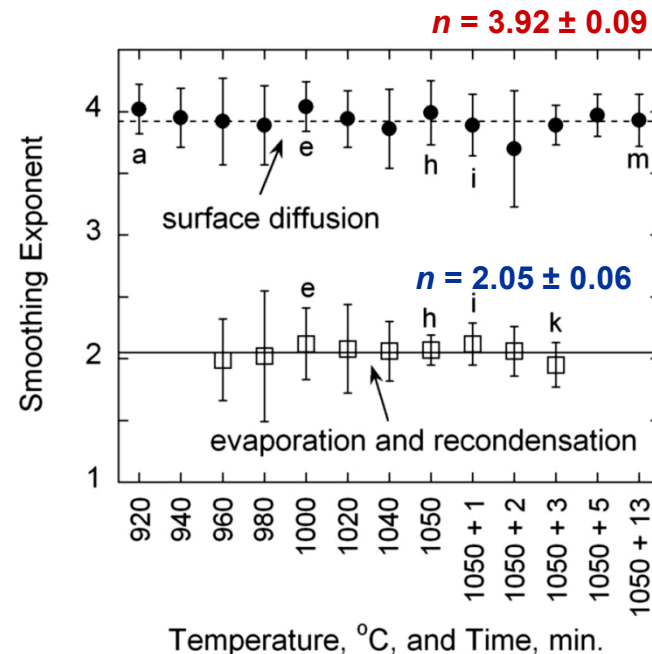 n = 3.92 ± 0.09
4
a
e
h
i
m
surface diffusion
3
Smoothing Exponent
n = 2.05 ± 0.06
e
h
i
k
2
evaporation and recondensation
1
920
940
960
980
1000
1020
1040
1050
1050 + 1
1050 + 2
1050 + 3
1050 + 5
1050 + 13
Temperature, °C, and Time, min.